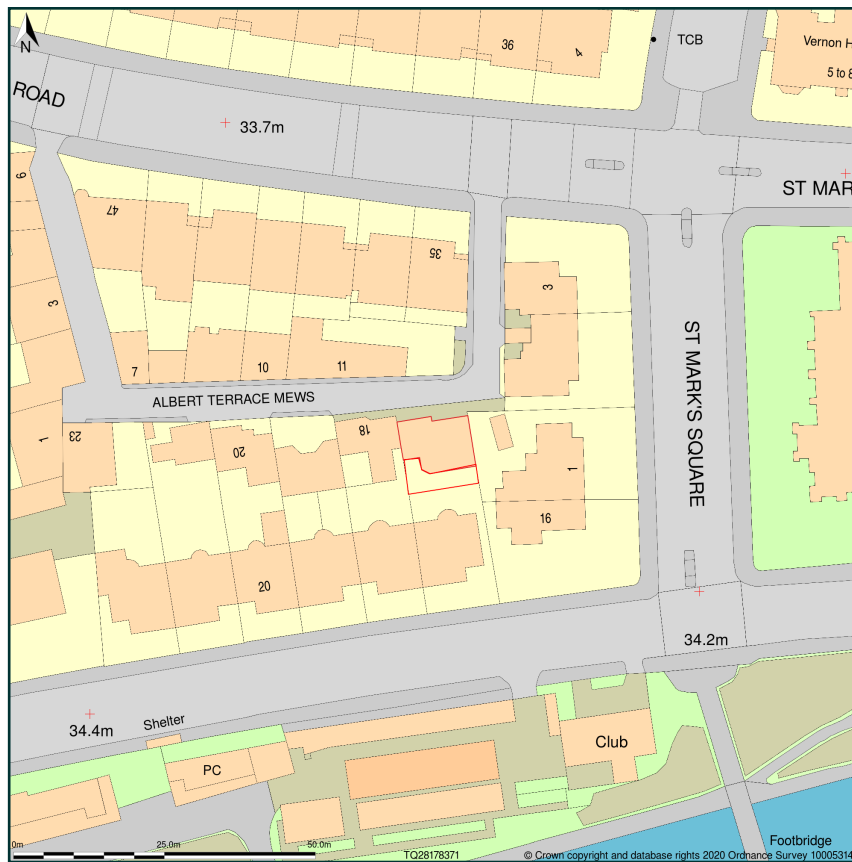 36
4
TCB
Vernon H
5 to 8
N
ROAD
33.7m
ST MAR
6
47
35
3
3
ST MARK'S SQUARE
7
10
11
ALBERT TERRACE MEWS
1
23
20
18
1
16
20
34.2m
34.4m
Shelter
PC
Club
Footbridge
0m
25.0m
50.0m
TQ28178371
© Crown copyright and database rights 2020 Ordnance Survey 10005314